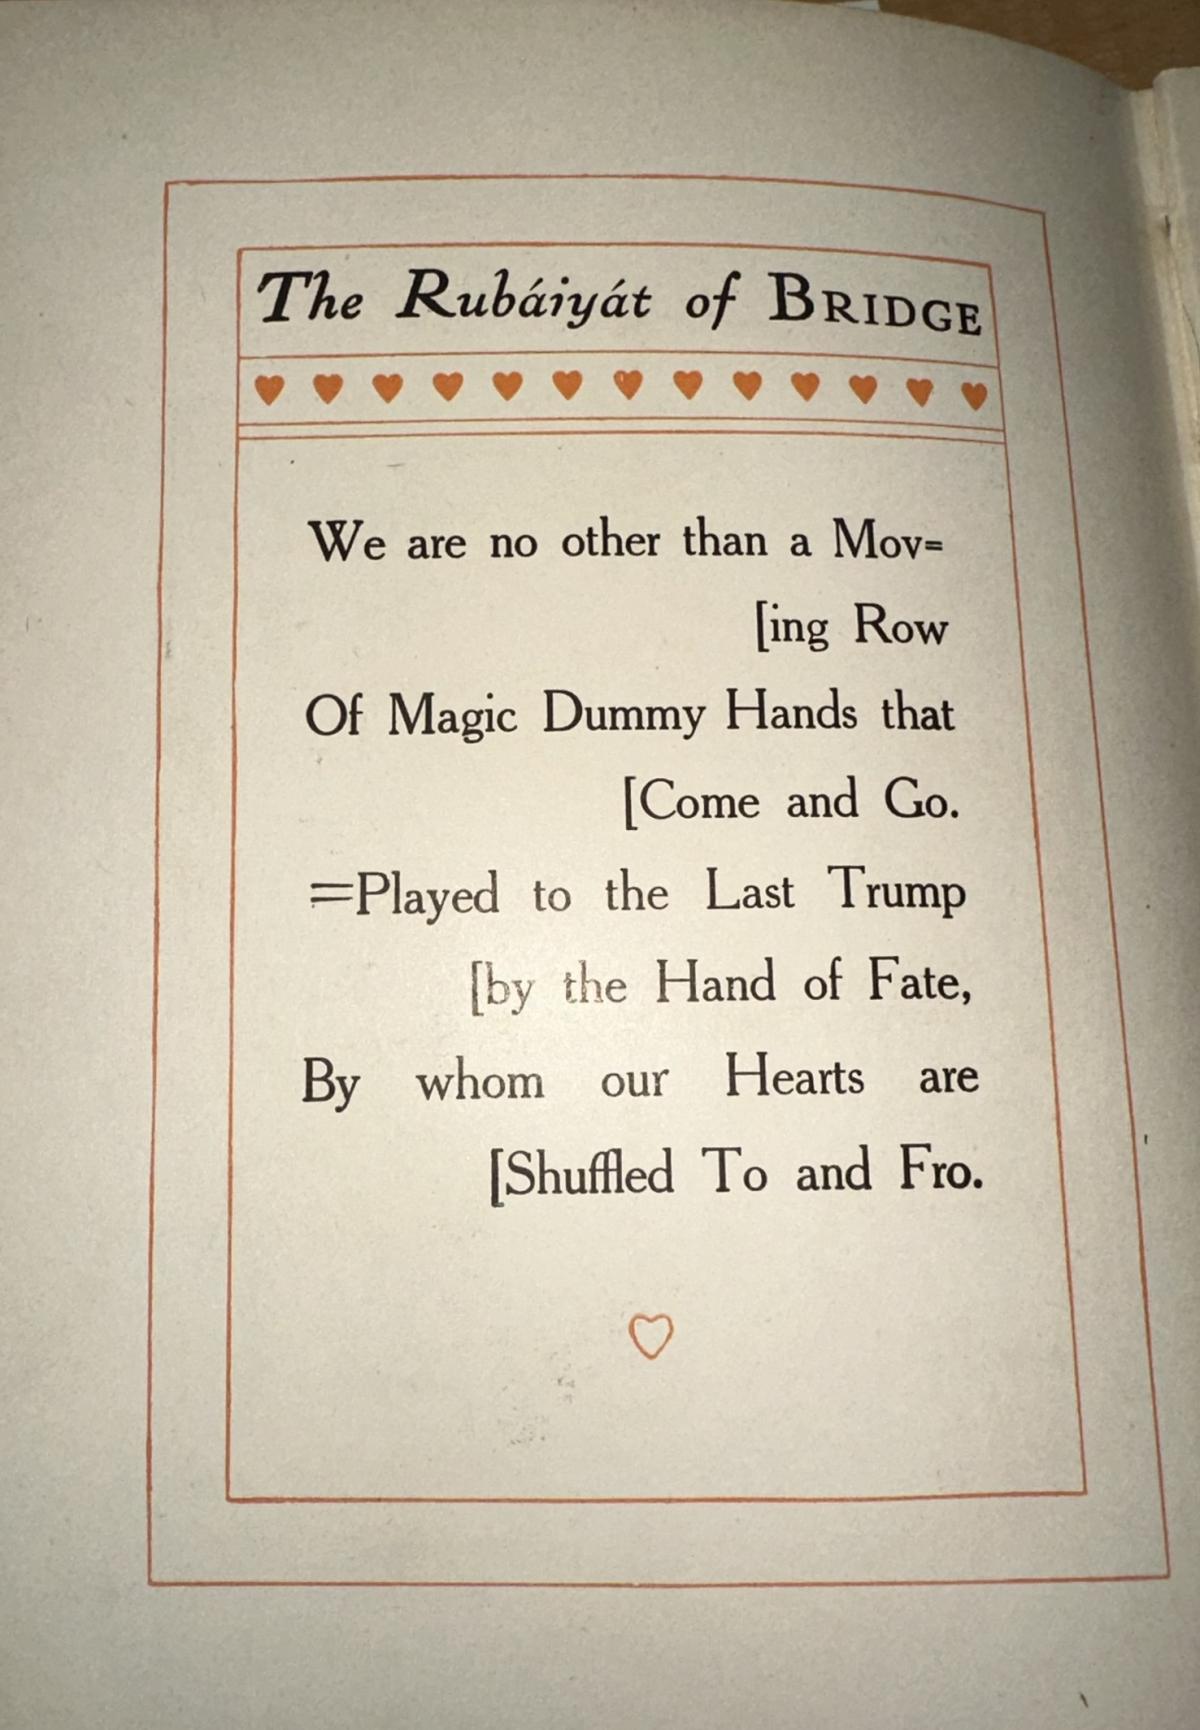 The Rubáiyát of BRIDGE
We are no other than a Mov=
[ing Row
Of Magic Dummy Hands that
[Come and Go.
=Played to the Last Trump
[by the Hand of Fate,
By whom our Hearts are
[Shuffled To and Fro.